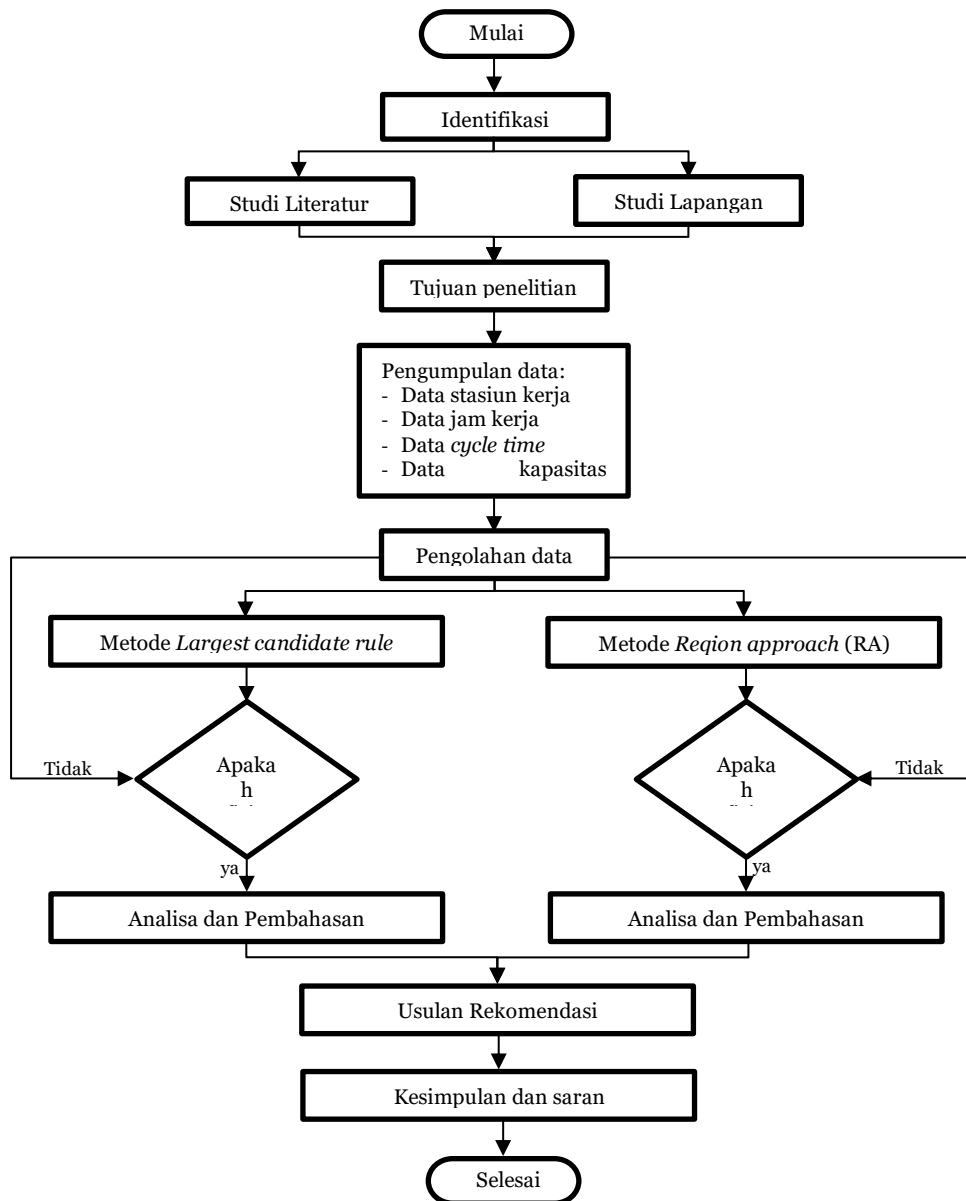 Mulai
Identifikasi
Studi Literatur
Studi Lapangan
Tujuan penelitian
Pengumpulan data:
- Data stasiun kerja
- Data jam kerja
- Data cycle time
- Data kapasitas
Pengolahan data
Metode Largest candidate rule
Metode Region approach (RA)
Tidak
Apaka
h
Apaka
h
Tidak
ya
ya
Analisa dan Pembahasan
Analisa dan Pembahasan
Usulan Rekomendasi
Kesimpulan dan saran
Selesai